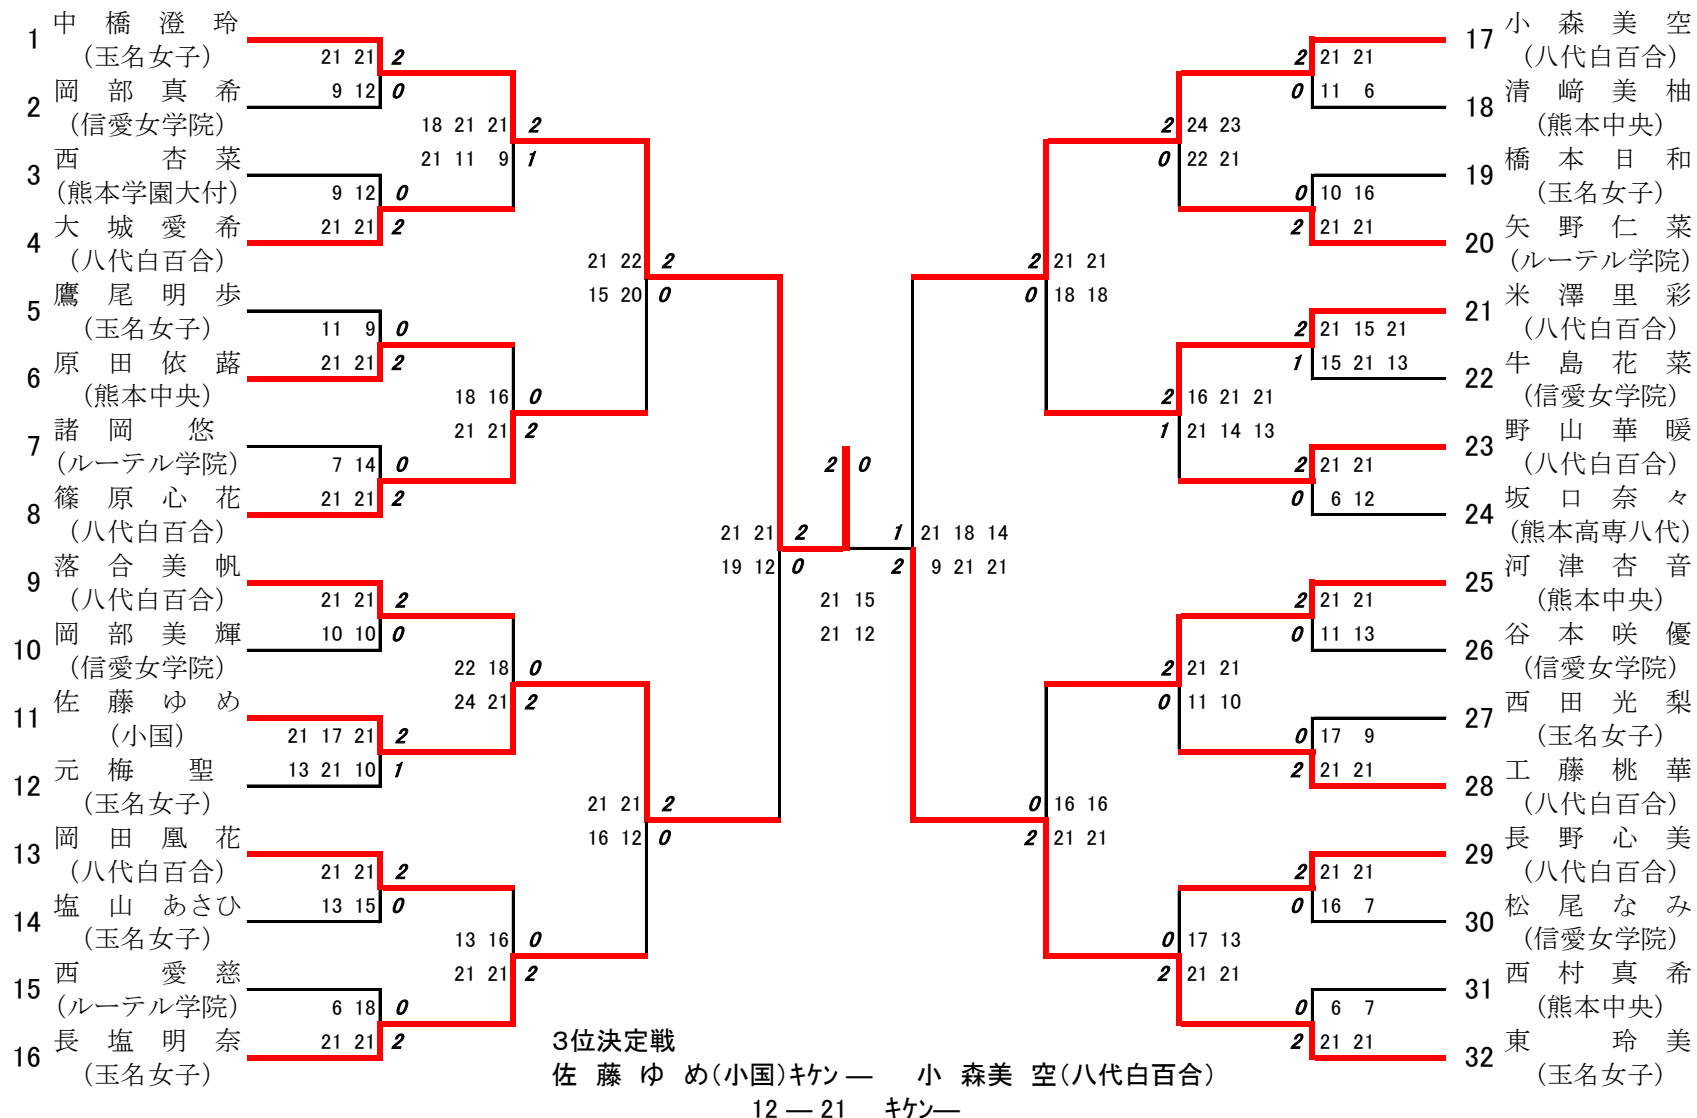 1 中橋澄玲
(玉名女子)
21 21 2
9 12 0
2 岡部真希
(信愛女学院)
18 21 21 2
21 11 9 1
3 西 杏菜
(熊本学園大付)
9 12 0
21 21 2
4 大城愛希
(八代白百合)
21 22 2
15 20 0
5 鷹尾明歩
(玉名女子)
11 9 0
21 21 2
6 原田依蕗
(熊本中央)
18 16 0
21 21 2
7 諸岡 悠
(ルーテル学院)
7 14 0
21 21 2
8 篠原心花
(八代白百合)
21 21 2
19 12 0
9 落合美帆
(八代白百合)
21 21 2
10 10 0
10 岡部美輝
(信愛女学院)
22 18 0
24 21 2
11 佐藤ゆめ
(小国)
21 17 21 2
13 21 10 1
12 元梅 聖
(玉名女子)
21 21 2
16 12 0
13 岡田凰花
(八代白百合)
21 21 2
13 15 0
14 塩山あさひ
(玉名女子)
13 16 0
21 21 2
15 西 愛慈
(ルーテル学院)
6 18 0
21 21 2
16 長塩明奈
(玉名女子)
2 0
21 15
21 12
17 小森美空
(八代白百合)
2 21 21
0 11 6
18 清﨑美柚
(熊本中央)
2 24 23
0 22 21
19 橋本日和
(玉名女子)
0 10 16
2 21 21
20 矢野仁菜
(ルーテル学院)
2 21 21
0 18 18
21 米澤里彩
(八代白百合)
2 21 15 21
1 15 21 13
22 牛島花菜
(信愛女学院)
2 16 21 21
1 21 14 13
23 野山華暖
(八代白百合)
2 21 21
0 6 12
24 坂口奈々
(熊本高専八代)
1 21 18 14
2 9 21 21
25 河津杏音
(熊本中央)
2 21 21
0 11 13
26 谷本咲優
(信愛女学院)
2 21 21
0 11 10
27 西田光梨
(玉名女子)
0 17 9
2 21 21
28 工藤桃華
(八代白百合)
0 16 16
2 21 21
29 長野心美
(八代白百合)
2 21 21
0 16 7
30 松尾なみ
(信愛女学院)
0 17 13
2 21 21
31 西村真希
(熊本中央)
0 6 7
2 21 21
32 東 玲美
(玉名女子)
3位決定戦
佐藤ゆめ(小国)キケン — 小森美空(八代白百合)
12 — 21 キケン—